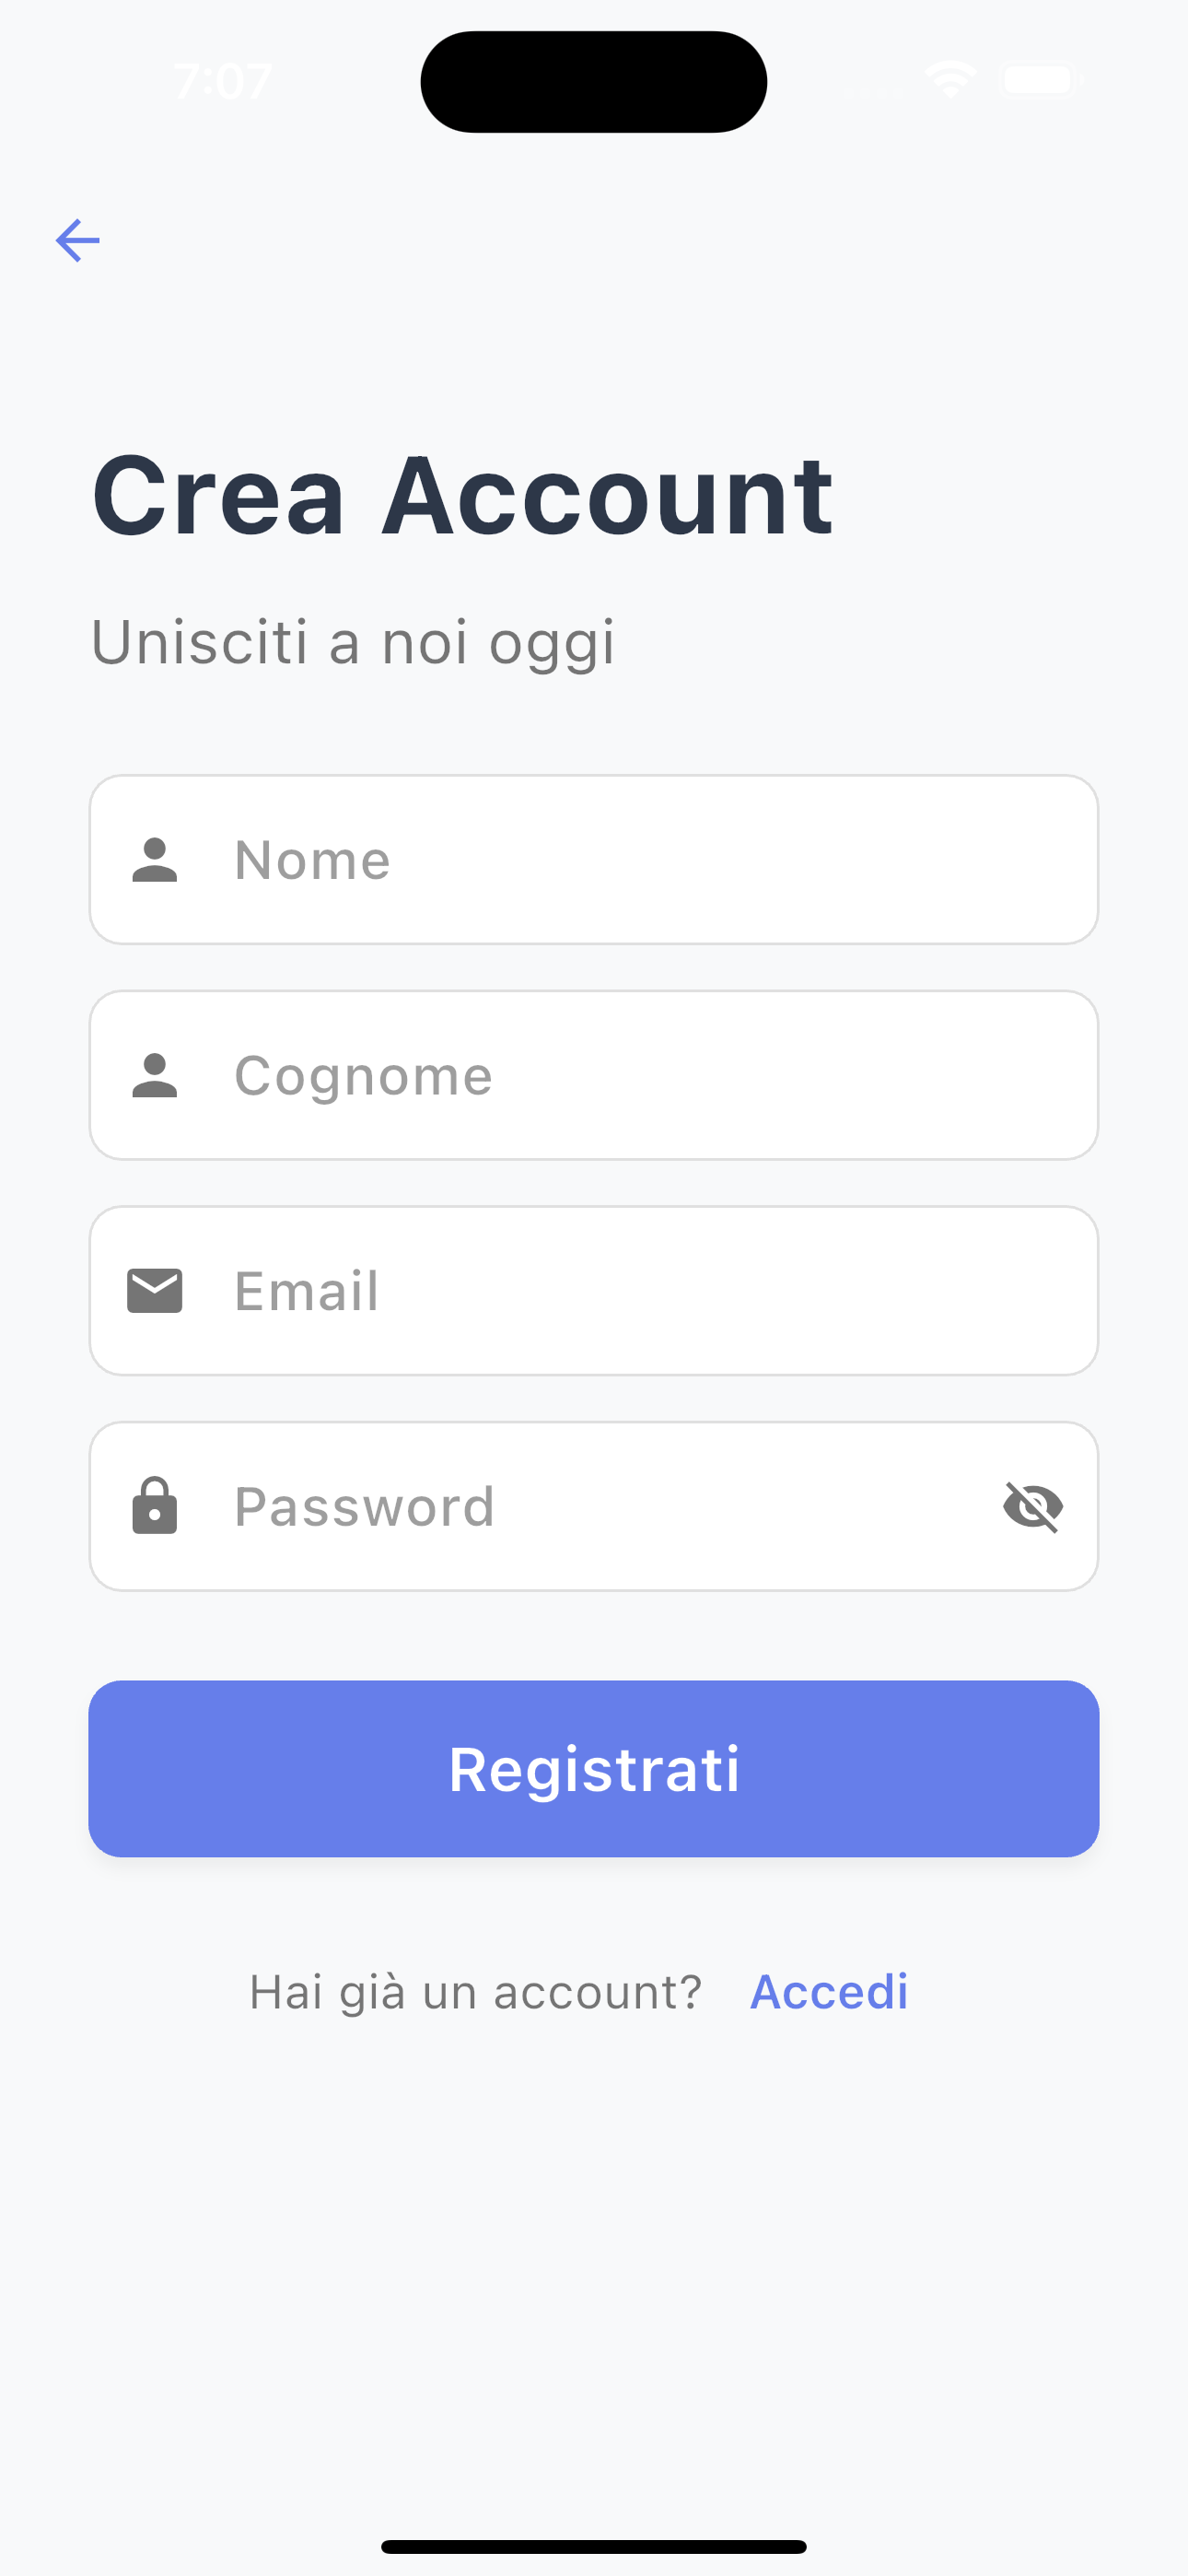 7:07
Crea Account
Unisciti a noi oggi
Nome
Cognome
Email
Password
Registrati
Hai già un account? Accedi